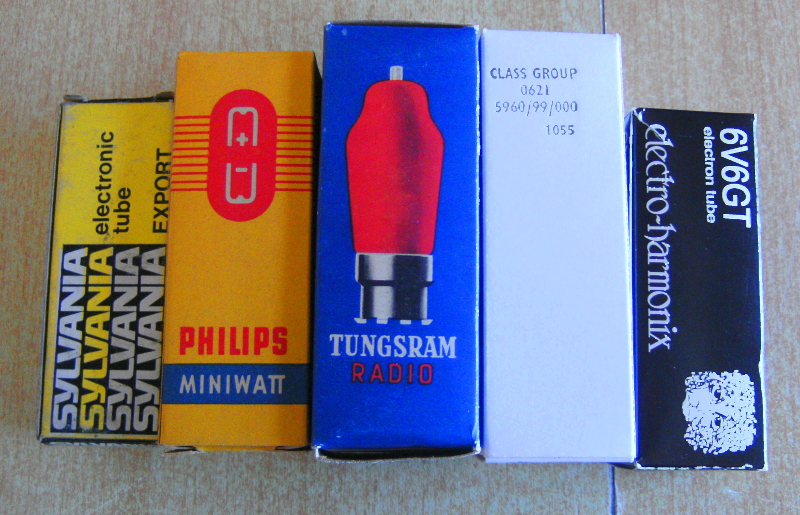 electronic
tube
EXPORT
SYLVANIA
SYLVANIA
SYLVANIA
SYLVANIA
M
+
–
W
PHILIPS
MINIWATT
TUNGSRAM
RADIO
CLASS GROUP
0621
5960/99/000
1055
6V6GT
electron tube
electro-harmonix